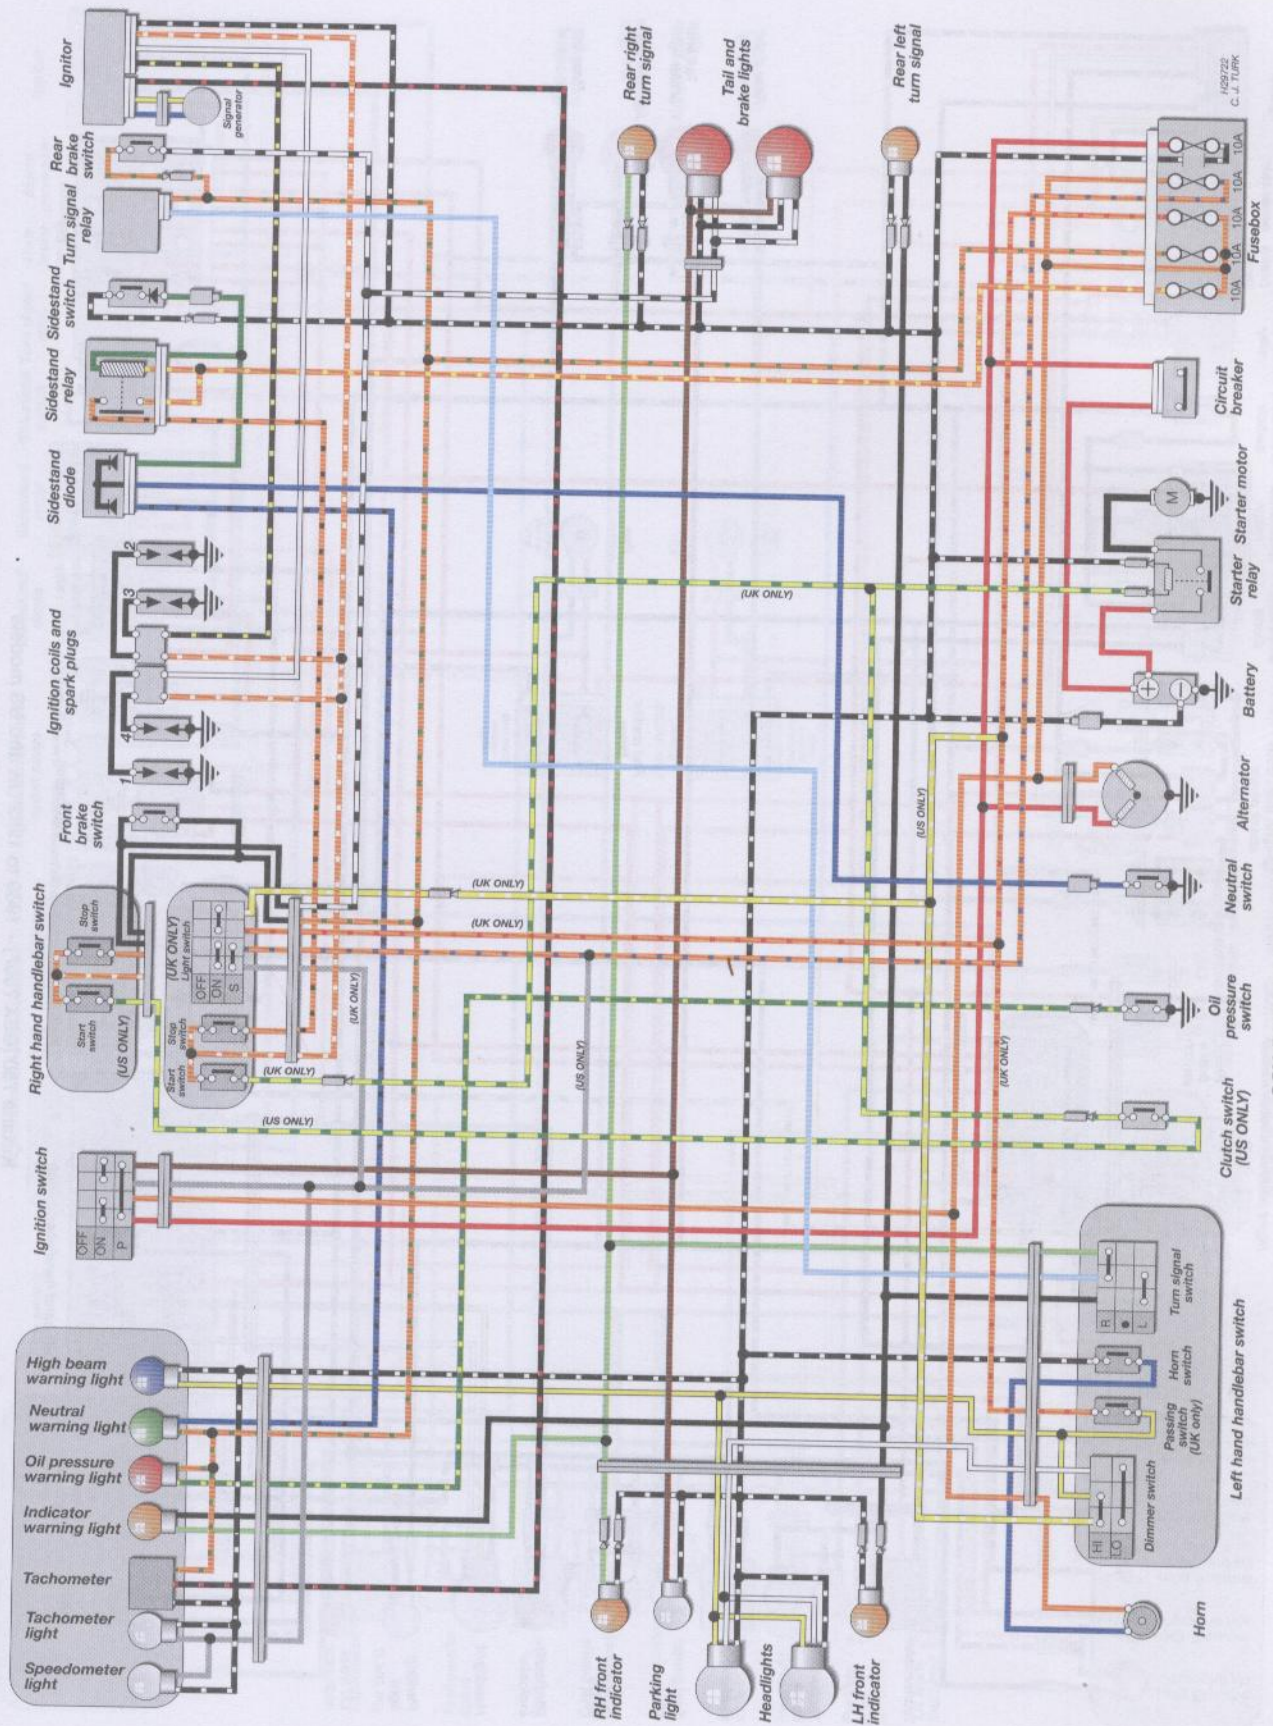 Ignitor
Signal
generator
Rear
brake
switch
Turn signal
relay
Sidestand
switch
Sidestand
relay
Sidestand
diode
Ignition coils and
spark plugs
2
3
4
1
Front
brake
switch
Right hand handlebar switch
Stop
switch
Start
switch
(US ONLY)
(UK ONLY)
Light switch
OFF
ON
S
Stop
switch
Start
switch
(UK ONLY)
(UK ONLY)
(UK ONLY)
(UK ONLY)
(US ONLY)
Ignition switch
OFF
ON
P
High beam
warning light
Neutral
warning light
Oil pressure
warning light
Indicator
warning light
Tachometer
Tachometer
light
Speedometer
light
Rear right
turn signal
Tail and
brake lights
Rear left
turn signal
(UK ONLY)
(US ONLY)
(US ONLY)
(UK ONLY)
RH front
indicator
Parking
light
Headlights
LH front
indicator
H29722
C. J. TURK
10A
10A
10A
10A
10A
Fusebox
Circuit
breaker
M
Starter motor
Starter
relay
+
−
Battery
Alternator
Neutral
switch
Oil
pressure
switch
Clutch switch
(US ONLY)
R
L
Turn signal
switch
Horn
switch
Passing
switch
(UK only)
HI
LO
Dimmer switch
Left hand handlebar switch
Horn